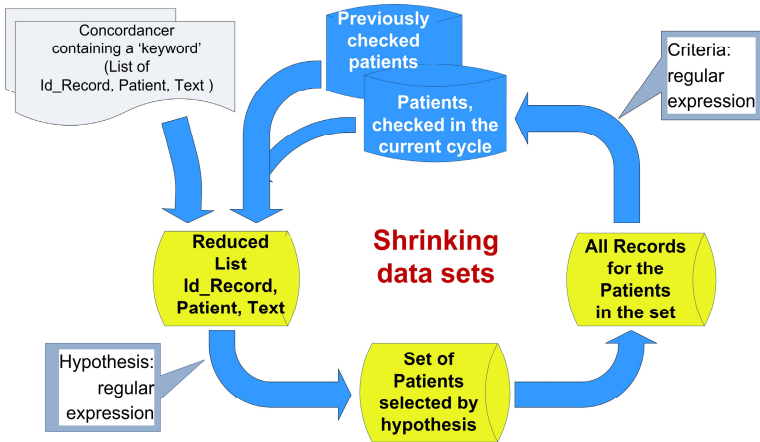 Concordancer
containing a ‘keyword’
(List of
Id_Record, Patient, Text )
Previously
checked
patients
Patients,
checked in the
current cycle
Criteria:
regular
expression
Shrinking
data sets
Reduced
List
Id_Record,
Patient, Text
All Records
for the
Patients
in the set
Hypothesis:
regular
expression
Set of
Patients
selected by
hypothesis